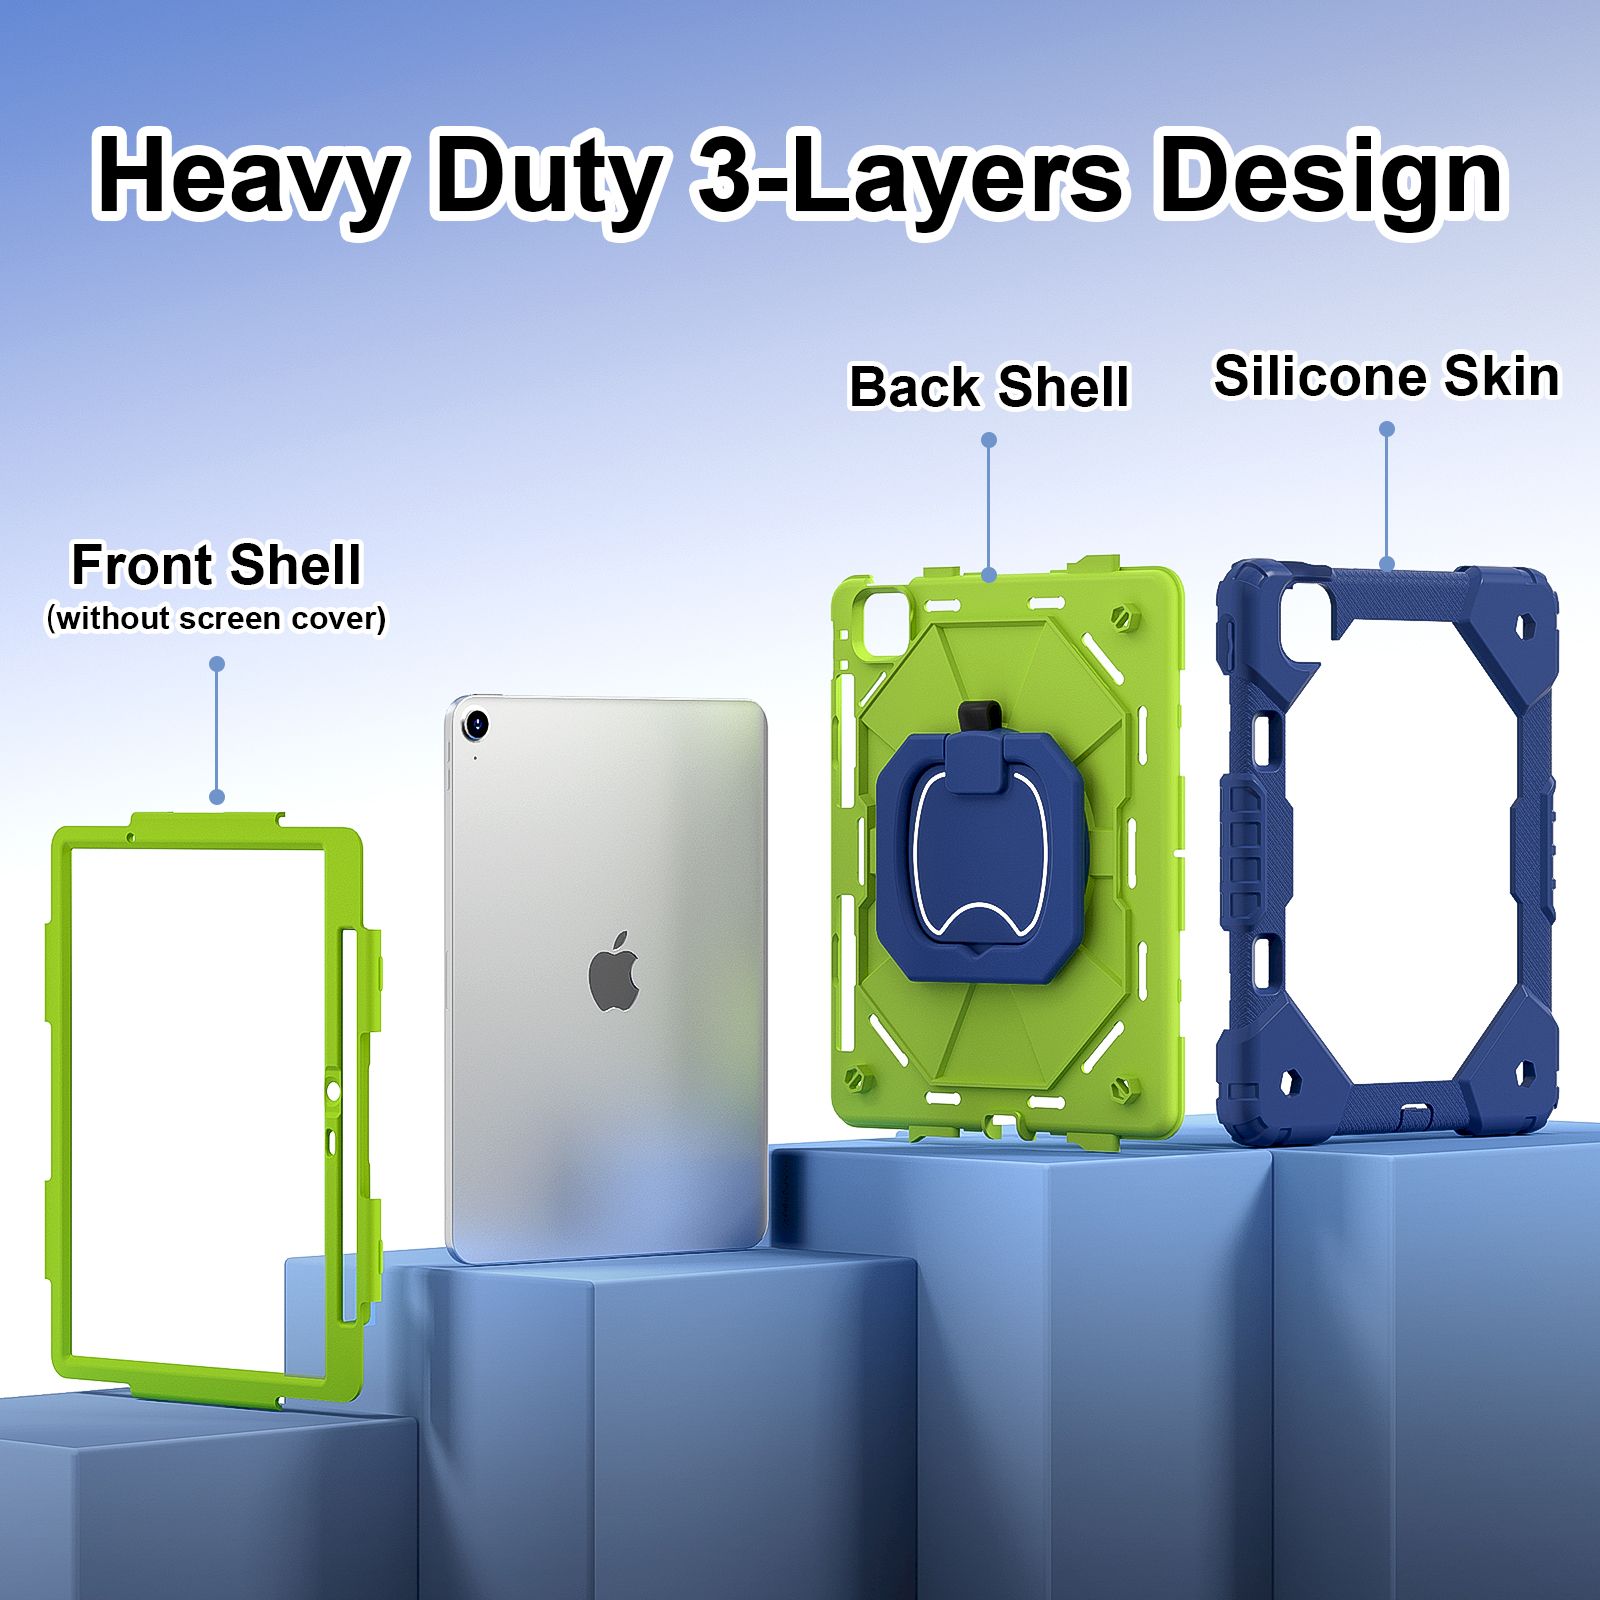 Heavy Duty 3-Layers Design
Back Shell
Silicone Skin
Front Shell
(without screen cover)